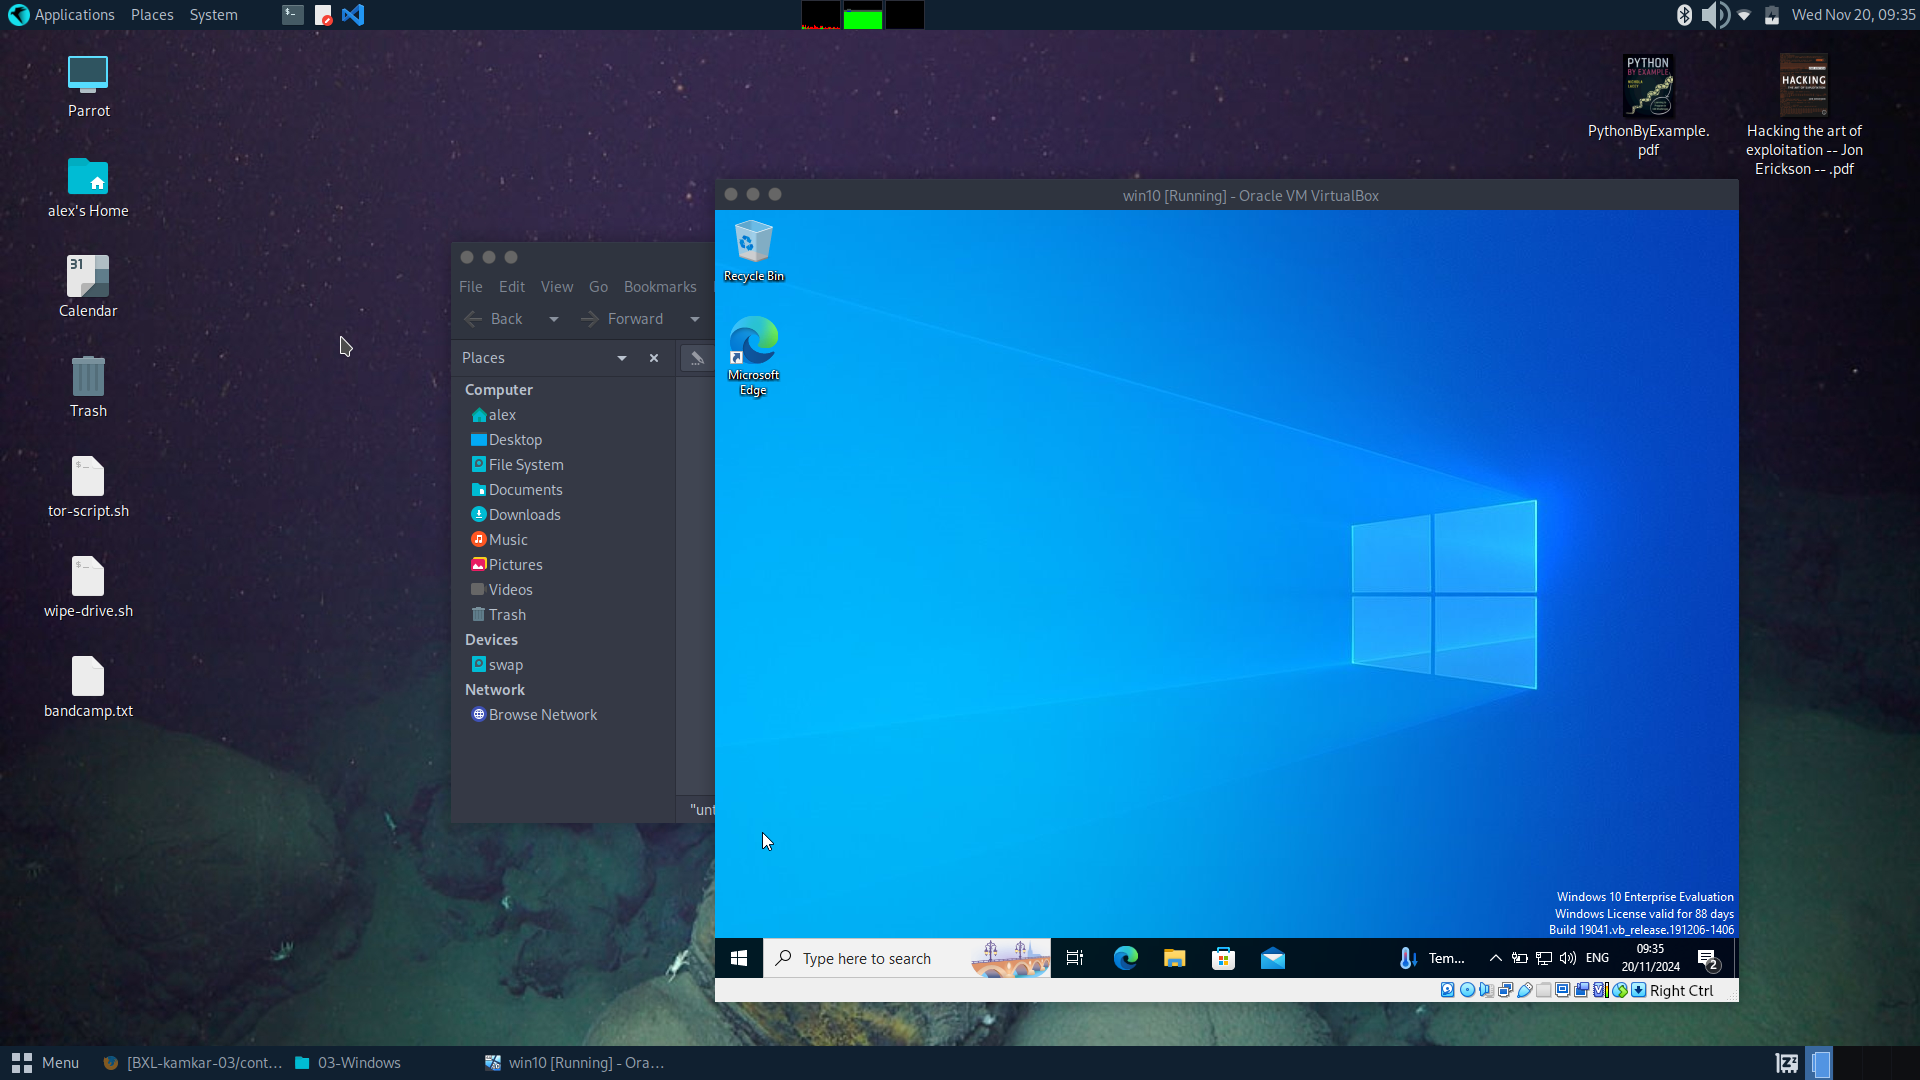 Applications Places System
Wed Nov 20, 09:35
Parrot
alex's Home
31
Calendar
Trash
tor-script.sh
wipe-drive.sh
bandcamp.txt
PYTHON
BY EXAMPLE
PythonByExample.
pdf
HACKING
Hacking the art of
exploitation -- Jon
Erickson -- .pdf
File Edit View Go Bookmarks
Back Forward
Places
Computer
alex
Desktop
File System
Documents
Downloads
Music
Pictures
Videos
Trash
Devices
swap
Network
Browse Network
"unt
win10 [Running] - Oracle VM VirtualBox
Recycle Bin
Microsoft
Edge
Windows 10 Enterprise Evaluation
Windows License valid for 88 days
Build 19041.vb_release.191206-1406
Type here to search
Tem...
ENG
09:35
20/11/2024
2
Right Ctrl
Menu
[BXL-kamkar-03/cont...
03-Windows
win10 [Running] - Ora...